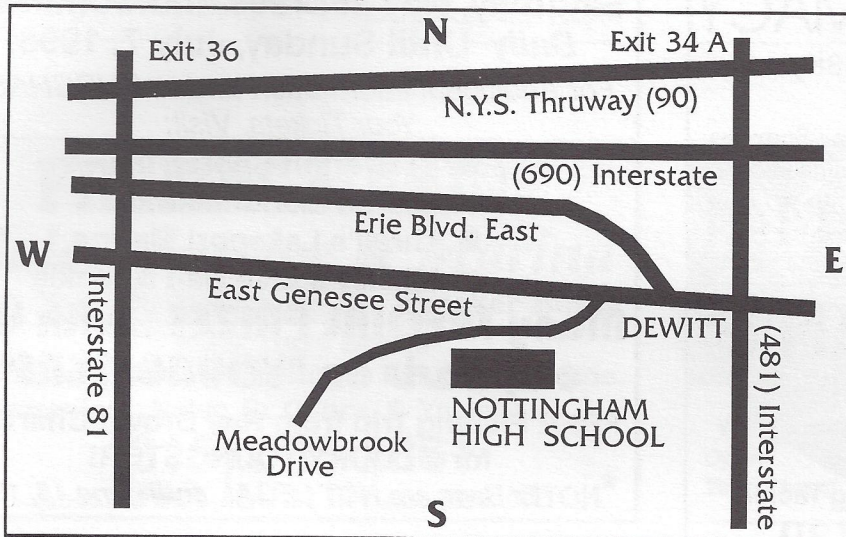 N
Exit 36
Exit 34 A
N.Y.S. Thruway (90)
(690) Interstate
Erie Blvd. East
W
E
East Genesee Street
DEWITT
Interstate 81
(481) Interstate
NOTTINGHAM
HIGH SCHOOL
Meadowbrook
Drive
S